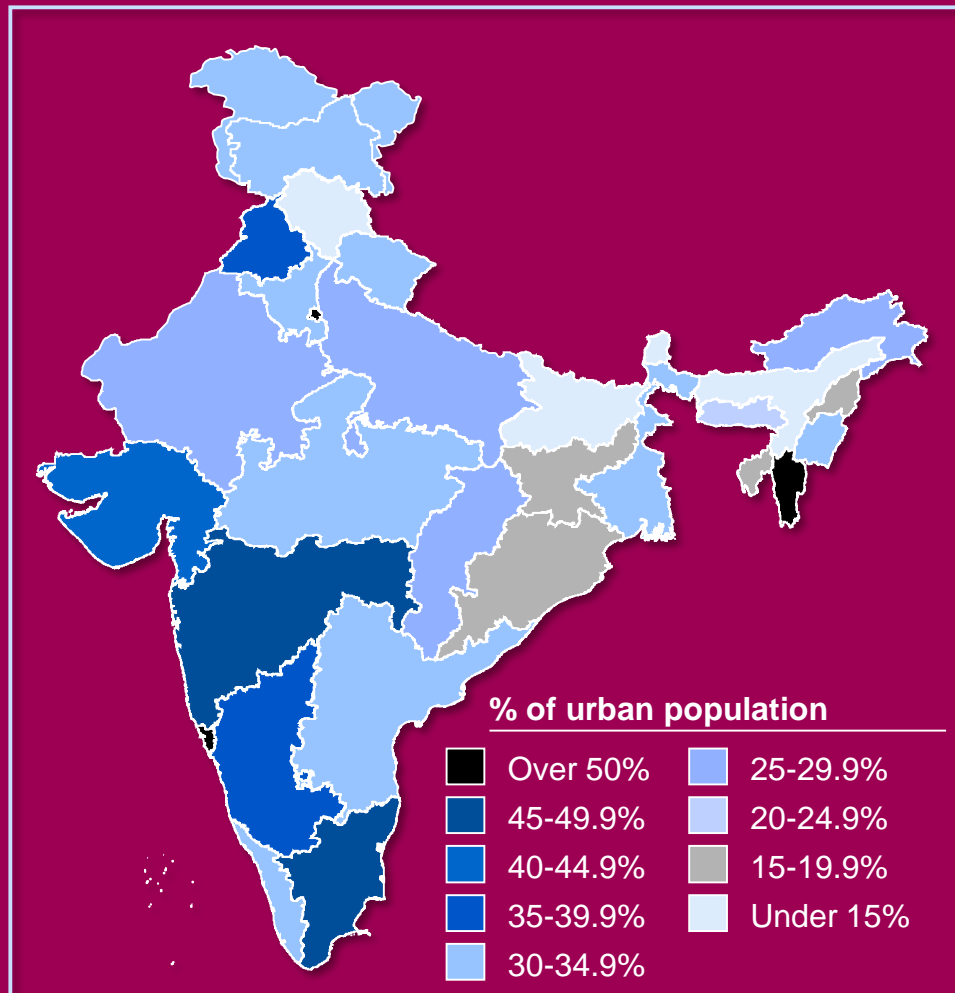 % of urban population
Over 50%
45-49.9%
40-44.9%
35-39.9%
30-34.9%
25-29.9%
20-24.9%
15-19.9%
Under 15%